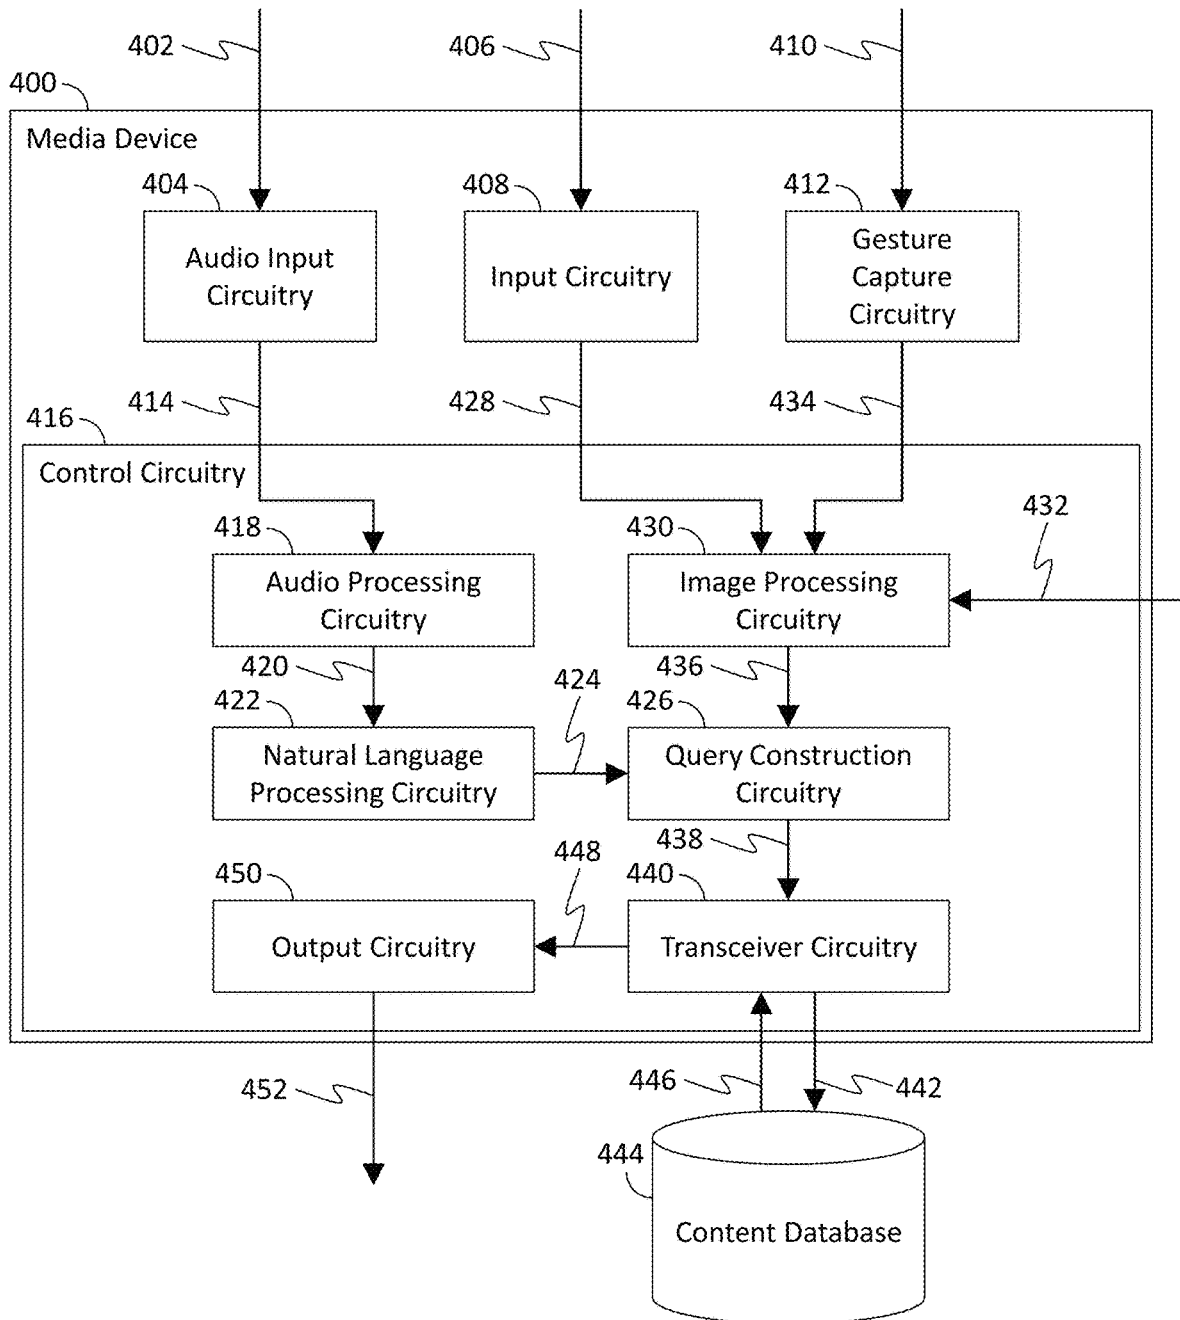 402
406
410
400
Media Device
404
408
412
Audio Input
Circuitry
Input Circuitry
Gesture
Capture
Circuitry
414
428
434
416
Control Circuitry
432
418
430
Audio Processing
Circuitry
Image Processing
Circuitry
420
436
424
422
426
Natural Language
Processing Circuitry
Query Construction
Circuitry
438
448
450
440
Output Circuitry
Transceiver Circuitry
452
446
442
444
Content Database